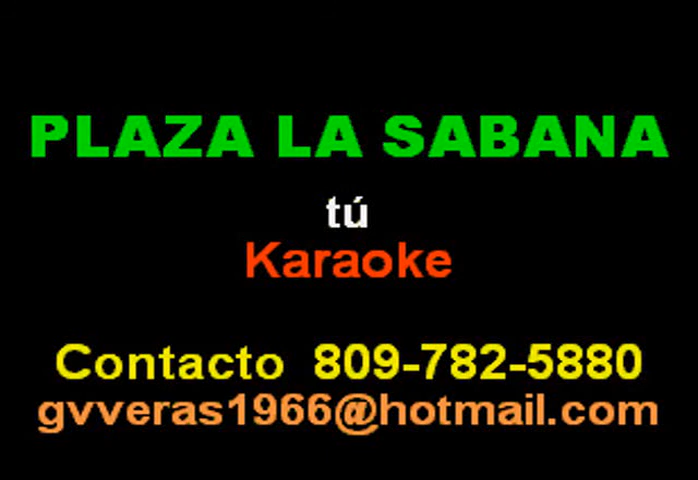 PLAZA LA SABANA
tú
Karaoke
Contacto 809-782-5880
gvveras1966@hotmail.com